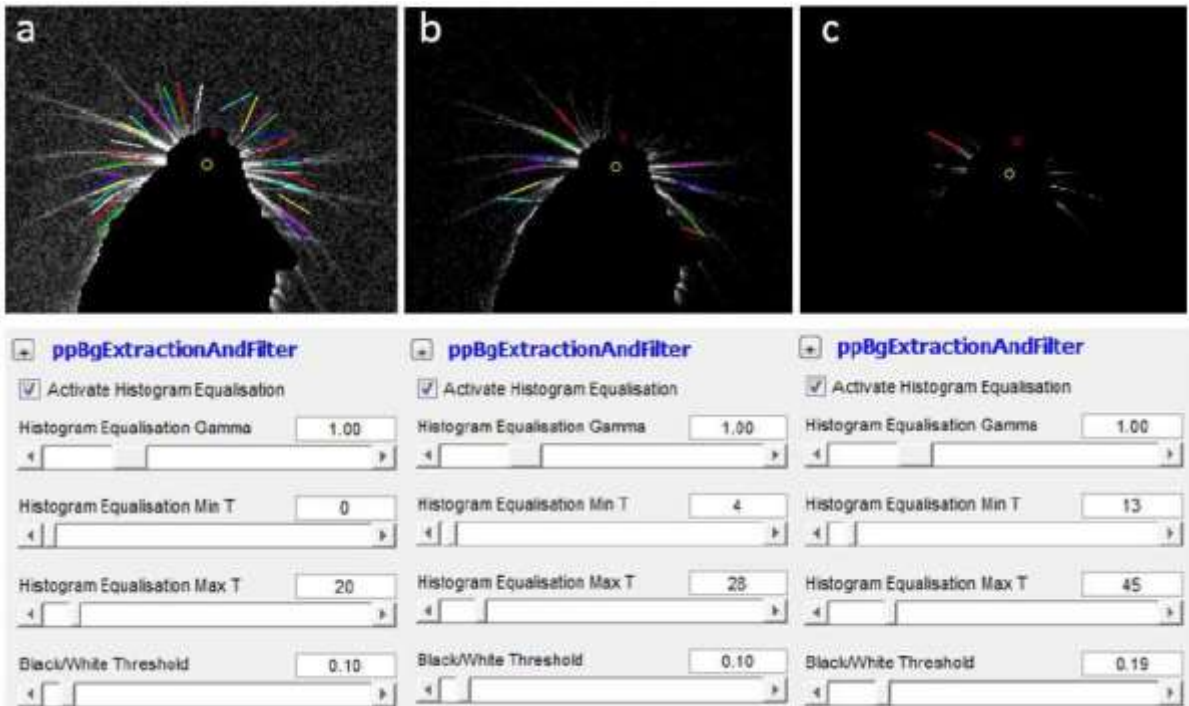 a
b
c
ppBgExtractionAndFilter
Activate Histogram Equalisation
Histogram Equalisation Gamma 1.00
Histogram Equalisation Min T 0
Histogram Equalisation Max T 20
Black/White Threshold 0.10
ppBgExtractionAndFilter
Activate Histogram Equalisation
Histogram Equalisation Gamma 1.00
Histogram Equalisation Min T 4
Histogram Equalisation Max T 28
Black/White Threshold 0.10
ppBgExtractionAndFilter
Activate Histogram Equalisation
Histogram Equalisation Gamma 1.00
Histogram Equalisation Min T 13
Histogram Equalisation Max T 45
Black/White Threshold 0.19